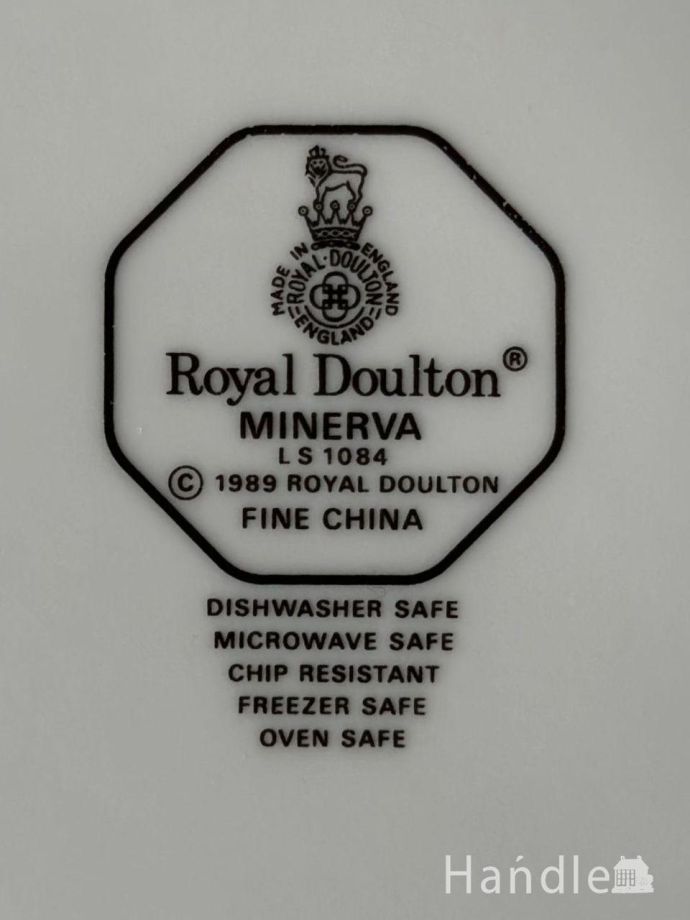 MADE IN ENGLAND
ROYAL·DOULTON
ENGLAND
Royal Doulton®
MINERVA
LS 1084
© 1989 ROYAL DOULTON
FINE CHINA
DISHWASHER SAFE
MICROWAVE SAFE
CHIP RESISTANT
FREEZER SAFE
OVEN SAFE
Hańdle